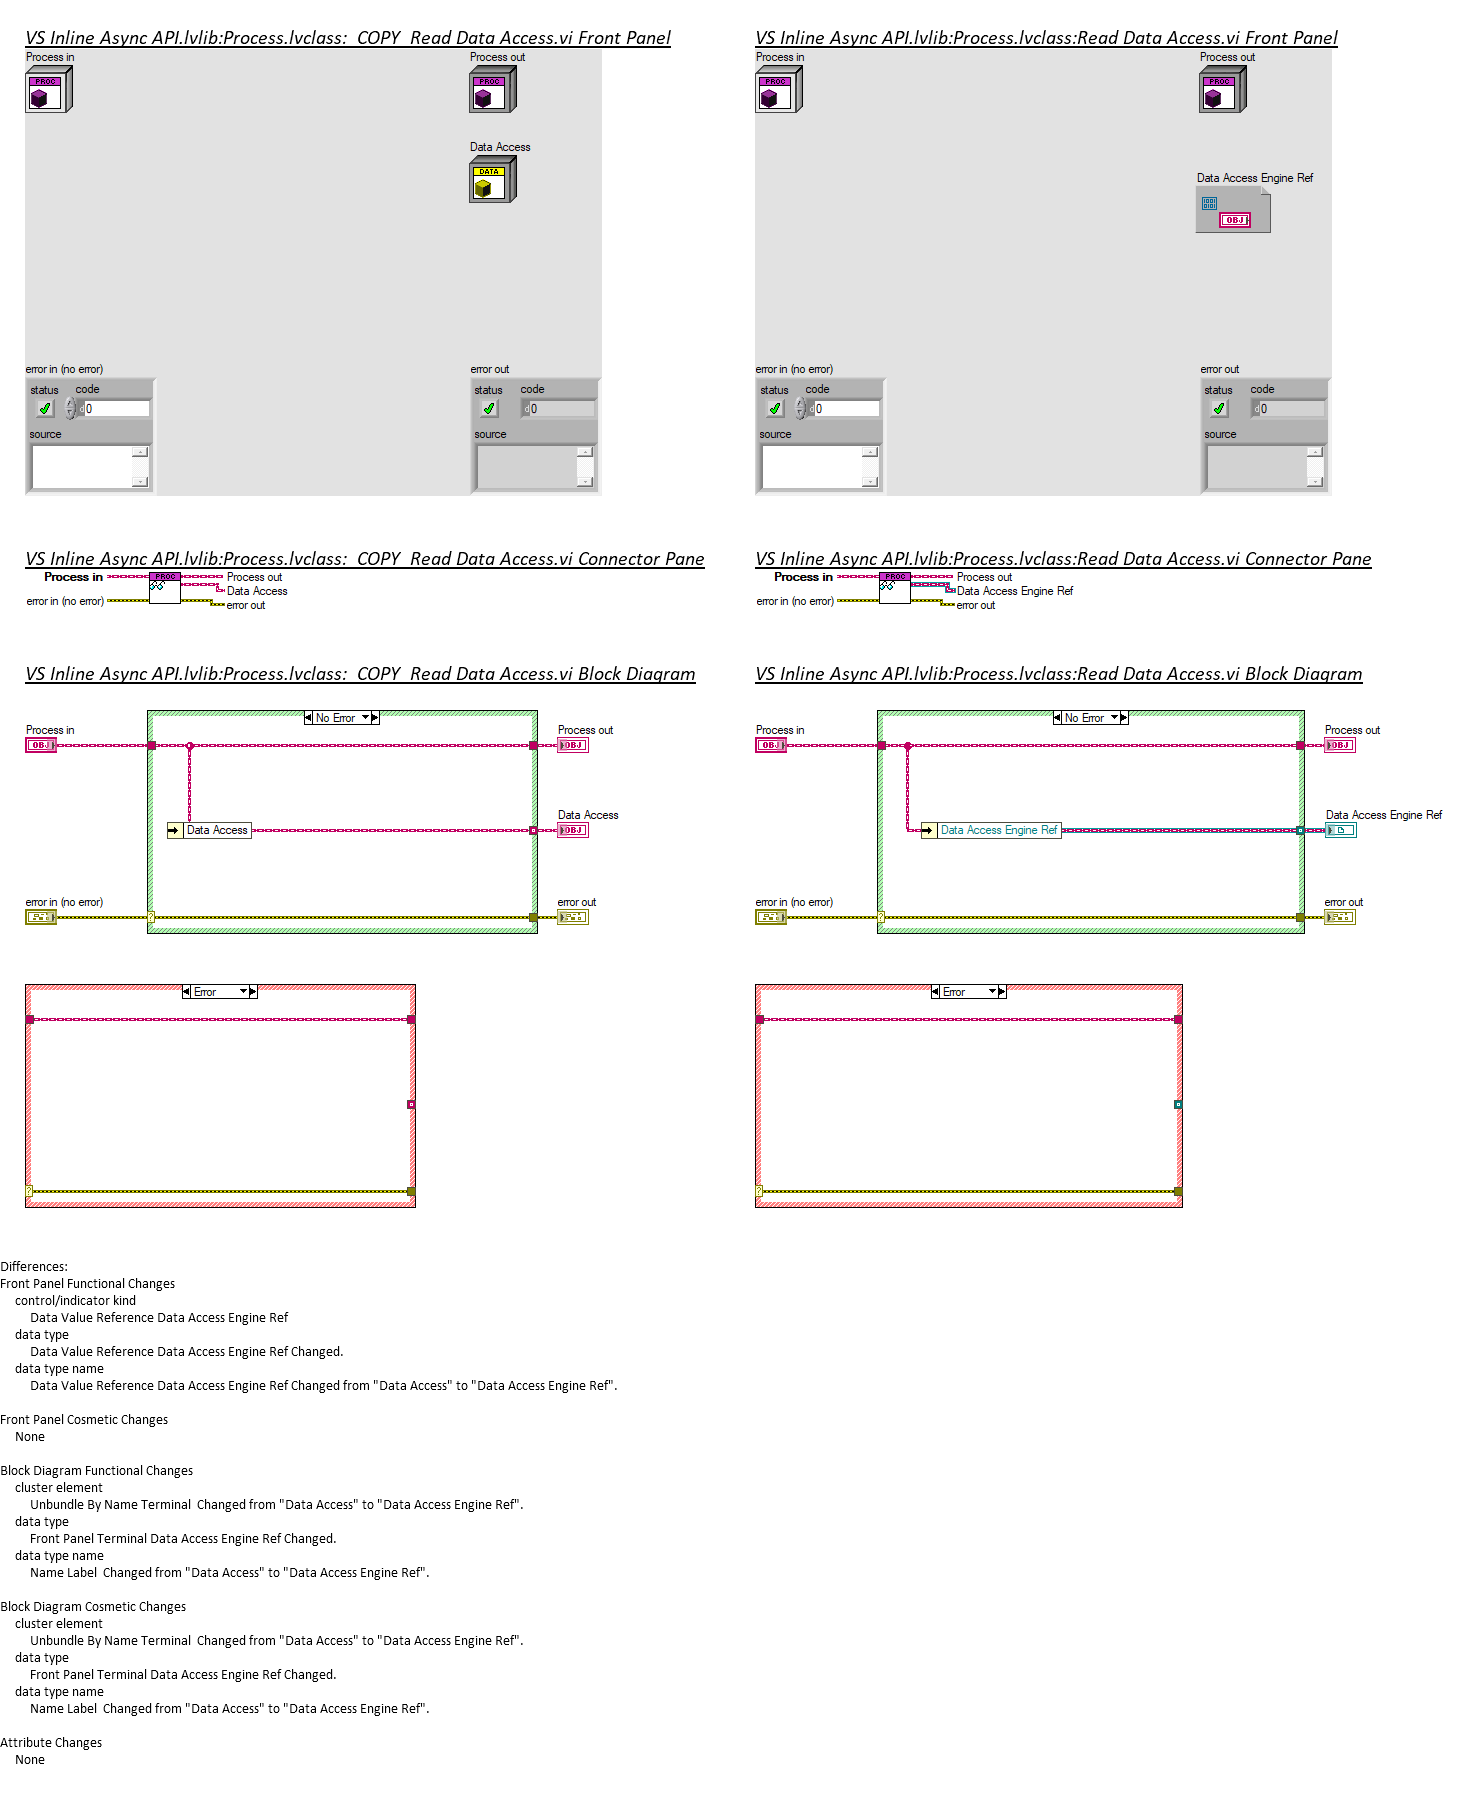 VS Inline Async API.lvlib:Process.lvclass:  COPY  Read Data Access.vi Front Panel
Process in
PROC
Process out
PROC
Data Access
DATA
error in (no error)
status
code
d 0
source
error out
status
code
d 0
source
VS Inline Async API.lvlib:Process.lvclass:Read Data Access.vi Front Panel
Process in
PROC
Process out
PROC
Data Access Engine Ref
OBJ
error in (no error)
status
code
d 0
source
error out
status
code
d 0
source
VS Inline Async API.lvlib:Process.lvclass:  COPY  Read Data Access.vi Connector Pane
Process in
PROC
Process out
Data Access
error in (no error)
error out
VS Inline Async API.lvlib:Process.lvclass:Read Data Access.vi Connector Pane
Process in
PROC
Process out
Data Access Engine Ref
error in (no error)
error out
VS Inline Async API.lvlib:Process.lvclass:  COPY  Read Data Access.vi Block Diagram
No Error
Process in
OBJ
Process out
OBJ
Data Access
Data Access
OBJ
error in (no error)
?
error out
Error
?
VS Inline Async API.lvlib:Process.lvclass:Read Data Access.vi Block Diagram
No Error
Process in
OBJ
Process out
OBJ
Data Access Engine Ref
Data Access Engine Ref
error in (no error)
?
error out
Error
?
Differences:
Front Panel Functional Changes
control/indicator kind
Data Value Reference Data Access Engine Ref
data type
Data Value Reference Data Access Engine Ref Changed.
data type name
Data Value Reference Data Access Engine Ref Changed from "Data Access" to "Data Access Engine Ref".
Front Panel Cosmetic Changes
None
Block Diagram Functional Changes
cluster element
Unbundle By Name Terminal  Changed from "Data Access" to "Data Access Engine Ref".
data type
Front Panel Terminal Data Access Engine Ref Changed.
data type name
Name Label  Changed from "Data Access" to "Data Access Engine Ref".
Block Diagram Cosmetic Changes
cluster element
Unbundle By Name Terminal  Changed from "Data Access" to "Data Access Engine Ref".
data type
Front Panel Terminal Data Access Engine Ref Changed.
data type name
Name Label  Changed from "Data Access" to "Data Access Engine Ref".
Attribute Changes
None